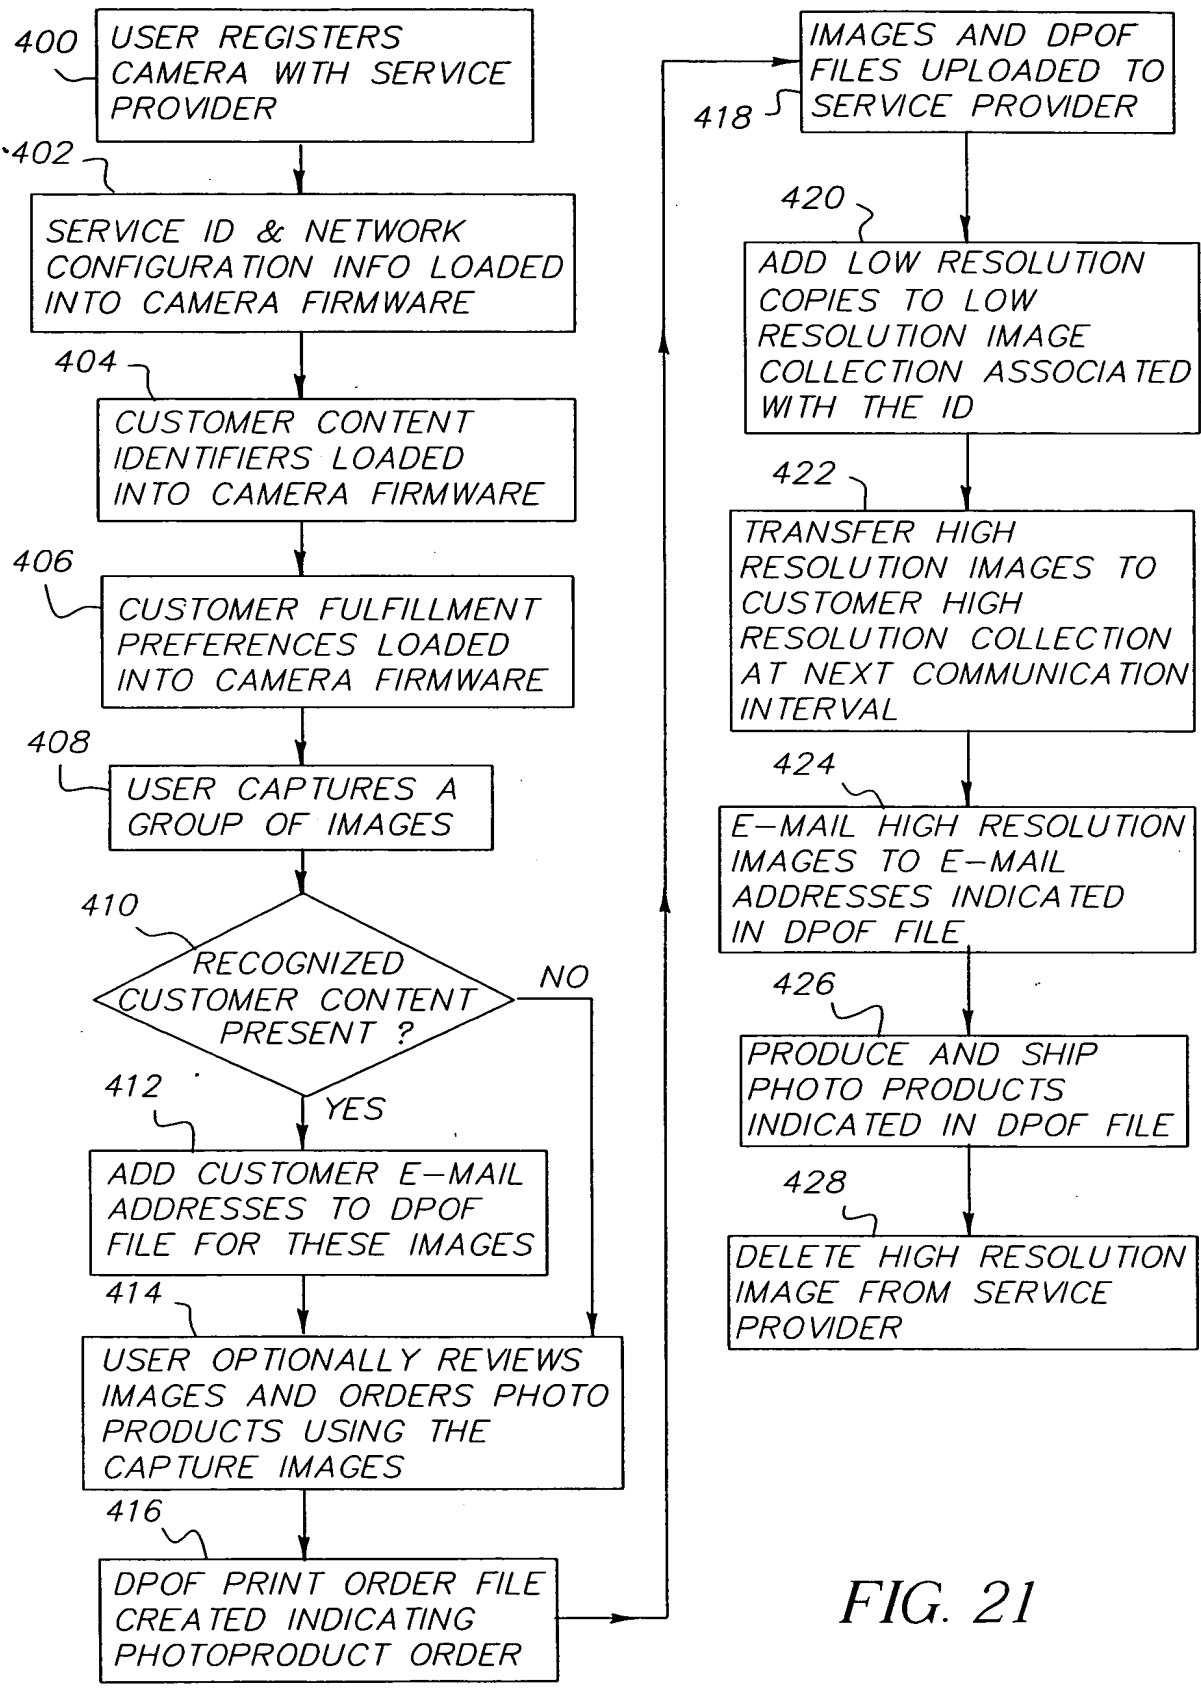 400
USER REGISTERS
CAMERA WITH SERVICE
PROVIDER
402
SERVICE ID & NETWORK
CONFIGURATION INFO LOADED
INTO CAMERA FIRMWARE
404
CUSTOMER CONTENT
IDENTIFIERS LOADED
INTO CAMERA FIRMWARE
406
CUSTOMER FULFILLMENT
PREFERENCES LOADED
INTO CAMERA FIRMWARE
408
USER CAPTURES A
GROUP OF IMAGES
410
RECOGNIZED
CUSTOMER CONTENT
PRESENT ?
NO
YES
412
ADD CUSTOMER E-MAIL
ADDRESSES TO DPOF
FILE FOR THESE IMAGES
414
USER OPTIONALLY REVIEWS
IMAGES AND ORDERS PHOTO
PRODUCTS USING THE
CAPTURE IMAGES
416
DPOF PRINT ORDER FILE
CREATED INDICATING
PHOTOPRODUCT ORDER
418
IMAGES AND DPOF
FILES UPLOADED TO
SERVICE PROVIDER
420
ADD LOW RESOLUTION
COPIES TO LOW
RESOLUTION IMAGE
COLLECTION ASSOCIATED
WITH THE ID
422
TRANSFER HIGH
RESOLUTION IMAGES TO
CUSTOMER HIGH
RESOLUTION COLLECTION
AT NEXT COMMUNICATION
INTERVAL
424
E-MAIL HIGH RESOLUTION
IMAGES TO E-MAIL
ADDRESSES INDICATED
IN DPOF FILE
426
PRODUCE AND SHIP
PHOTO PRODUCTS
INDICATED IN DPOF FILE
428
DELETE HIGH RESOLUTION
IMAGE FROM SERVICE
PROVIDER
FIG. 21